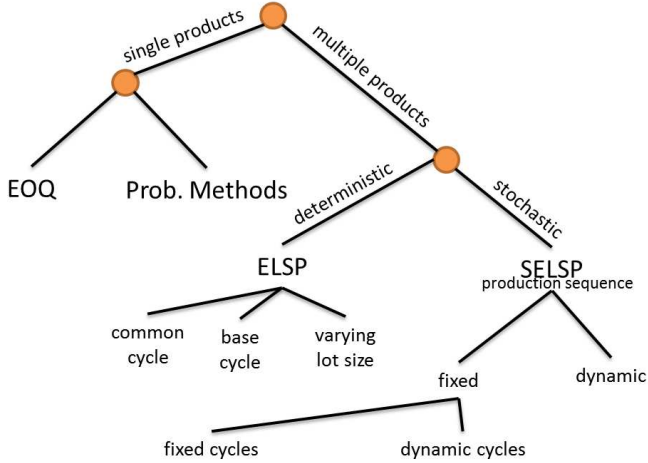 single products
multiple products
EOQ
Prob. Methods
deterministic
stochastic
ELSP
SELSP
production sequence
common
cycle
base
cycle
varying
lot size
fixed
dynamic
fixed cycles
dynamic cycles